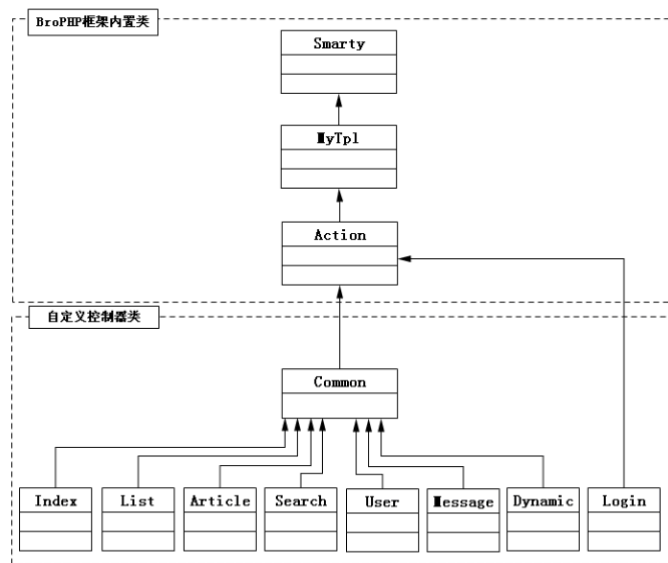 BroPHP框架内置类
Smarty
MyTpl
Action
自定义控制器类
Common
Index
List
Article
Search
User
Message
Dynamic
Login